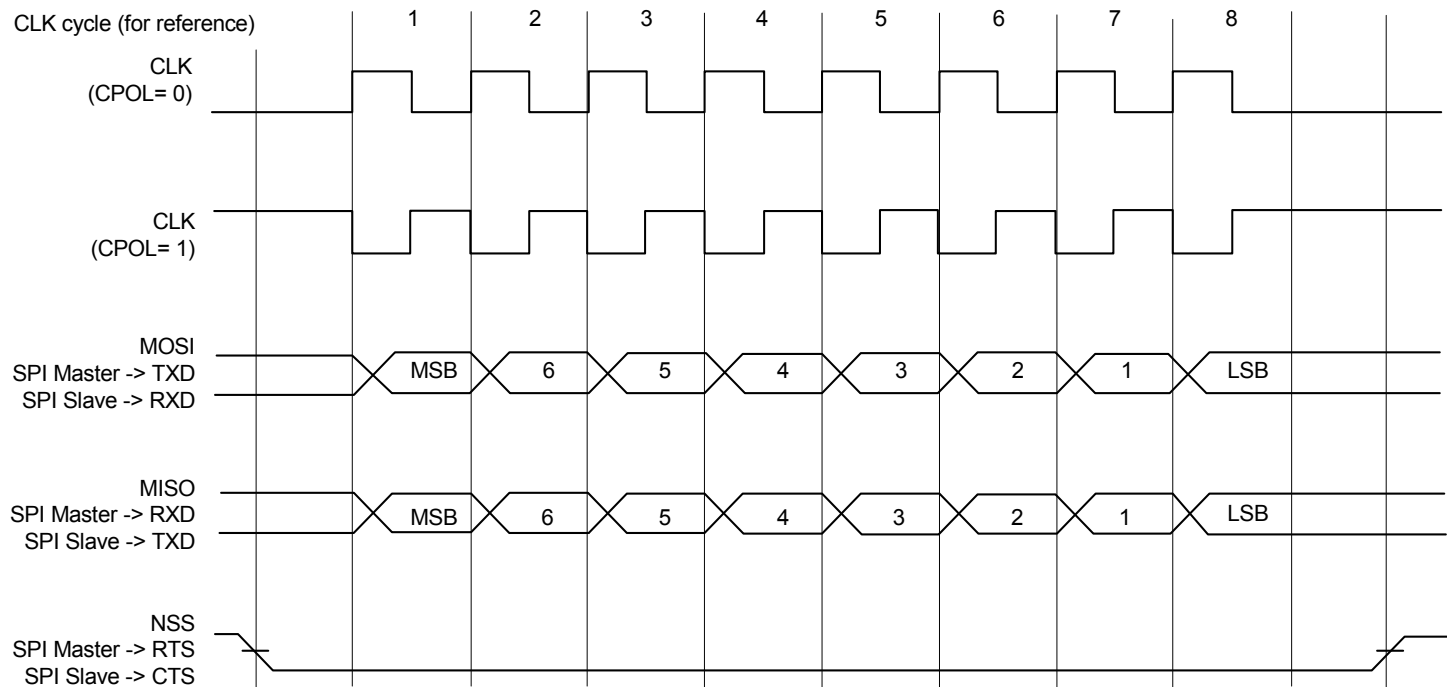 CLK cycle (for reference)
1 2 3 4 5 6 7 8
CLK
(CPOL= 0)
CLK
(CPOL= 1)
MOSI
SPI Master -> TXD
SPI Slave -> RXD
MSB 6 5 4 3 2 1 LSB
MISO
SPI Master -> RXD
SPI Slave -> TXD
MSB 6 5 4 3 2 1 LSB
NSS
SPI Master -> RTS
SPI Slave -> CTS